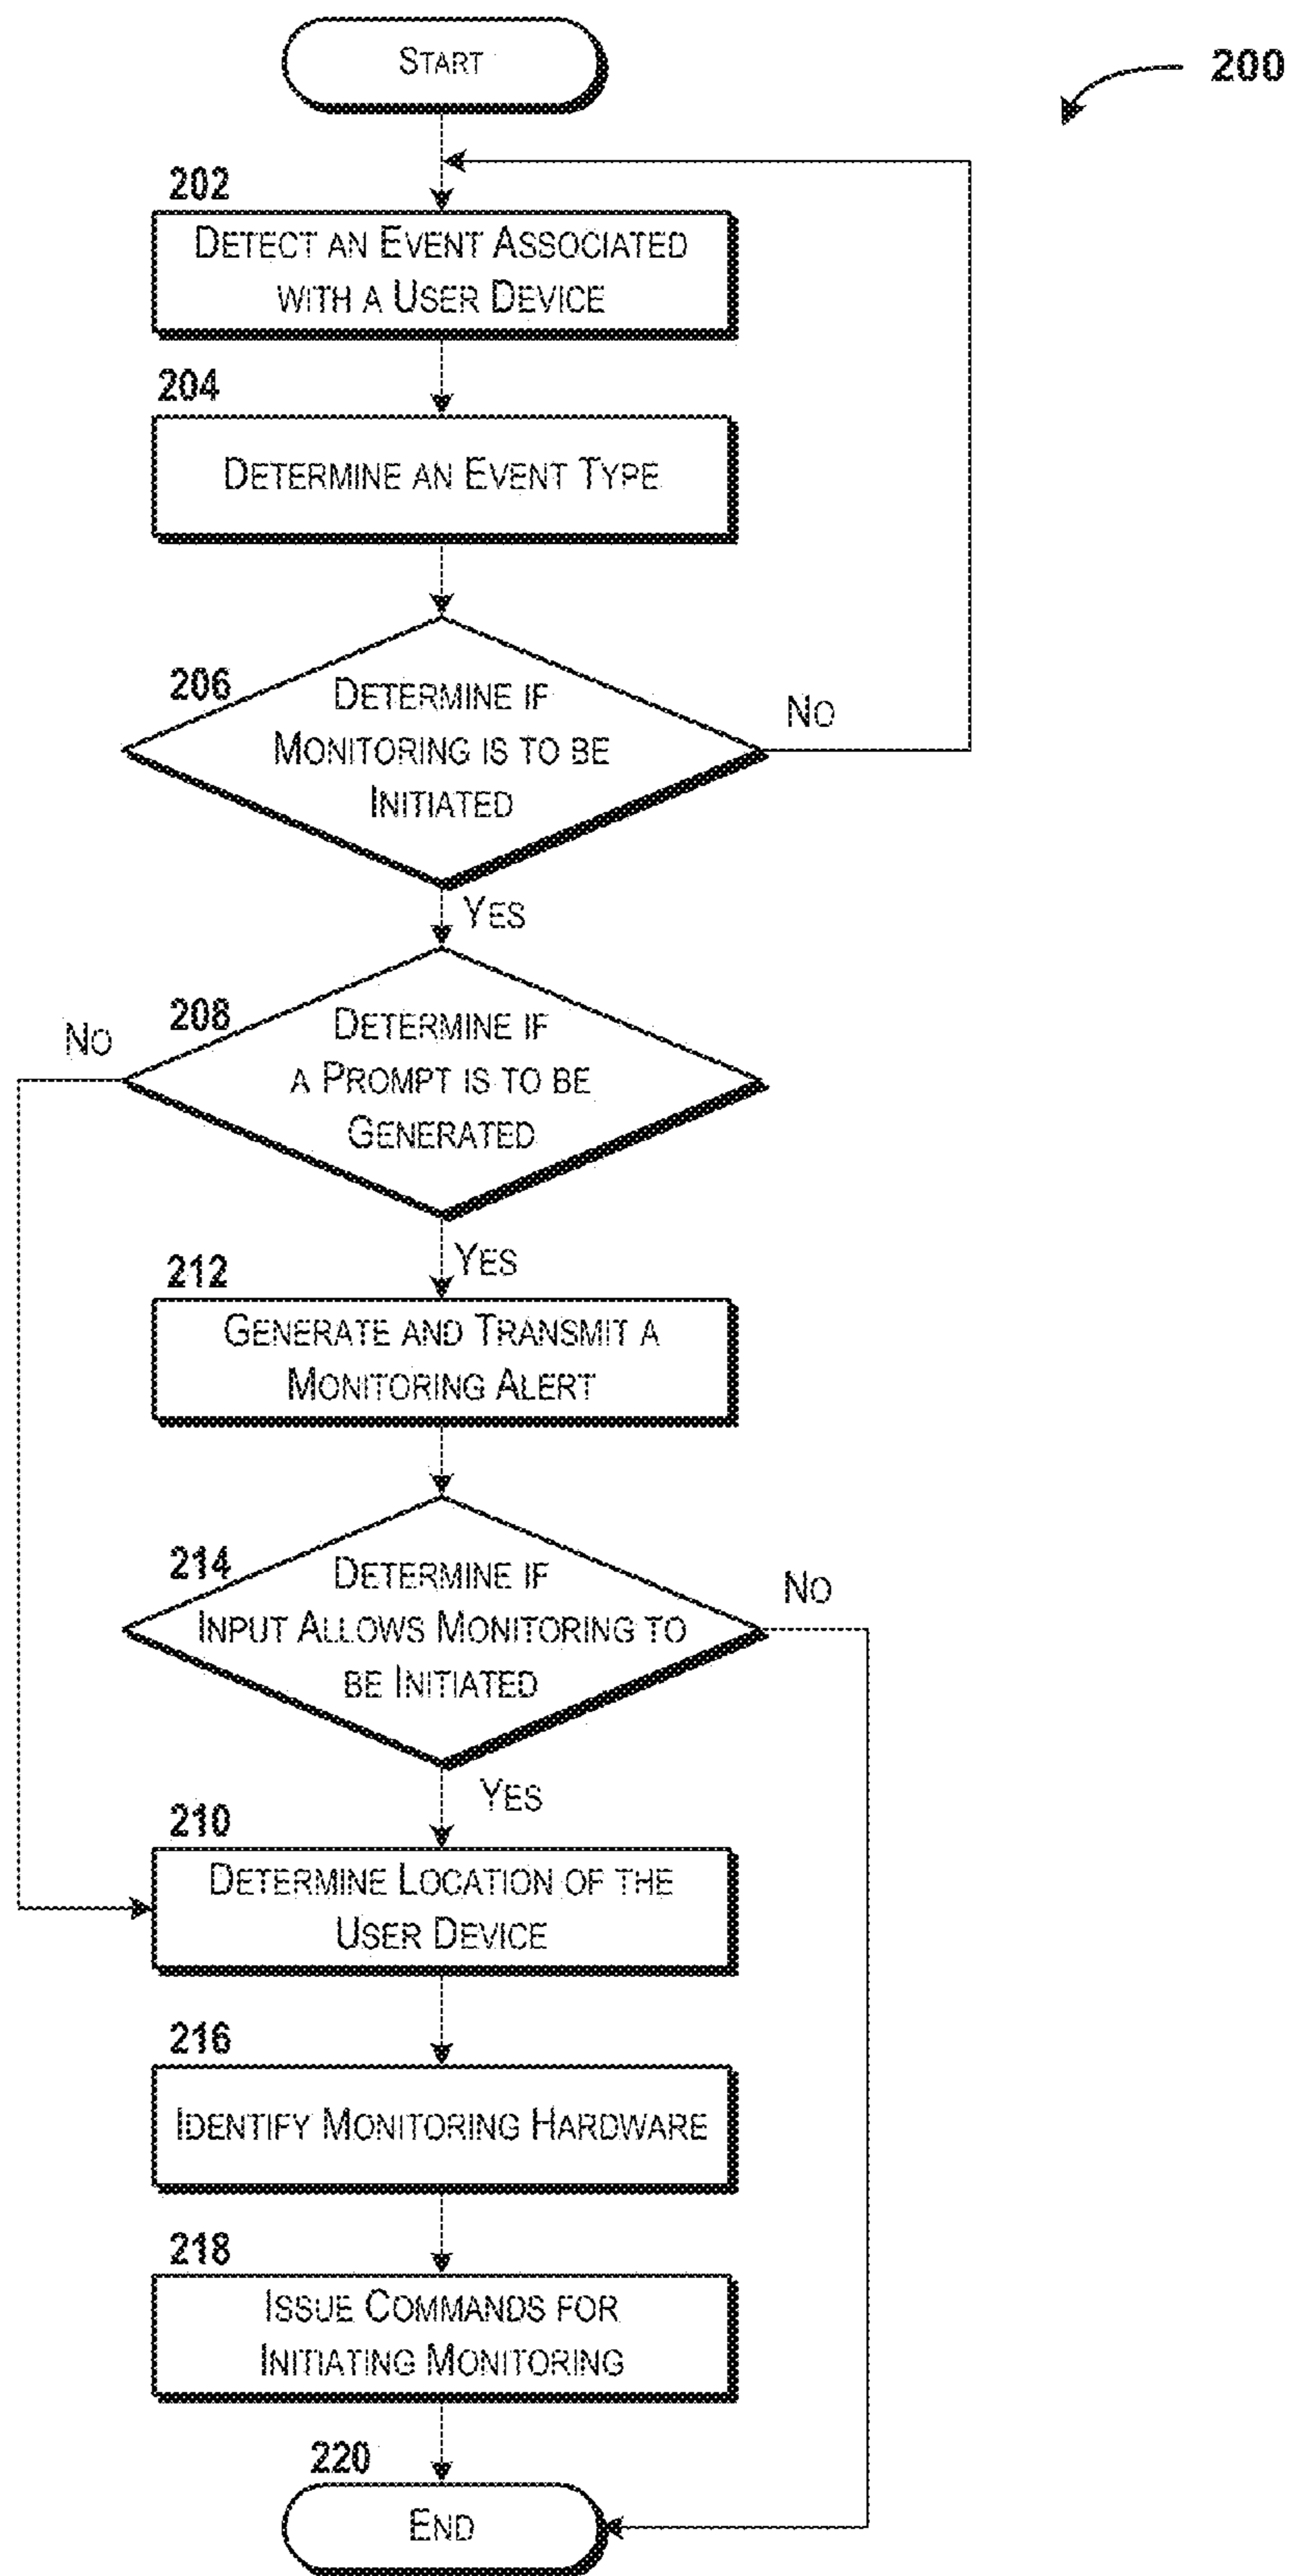 START
200
202
DETECT AN EVENT ASSOCIATED
WITH A USER DEVICE
204
DETERMINE AN EVENT TYPE
206
DETERMINE IF
MONITORING IS TO BE
INITIATED
NO
YES
208
DETERMINE IF
A PROMPT IS TO BE
GENERATED
NO
YES
212
GENERATE AND TRANSMIT A
MONITORING ALERT
214
DETERMINE IF
INPUT ALLOWS MONITORING TO
BE INITIATED
NO
YES
210
DETERMINE LOCATION OF THE
USER DEVICE
216
IDENTIFY MONITORING HARDWARE
218
ISSUE COMMANDS FOR
INITIATING MONITORING
220
END